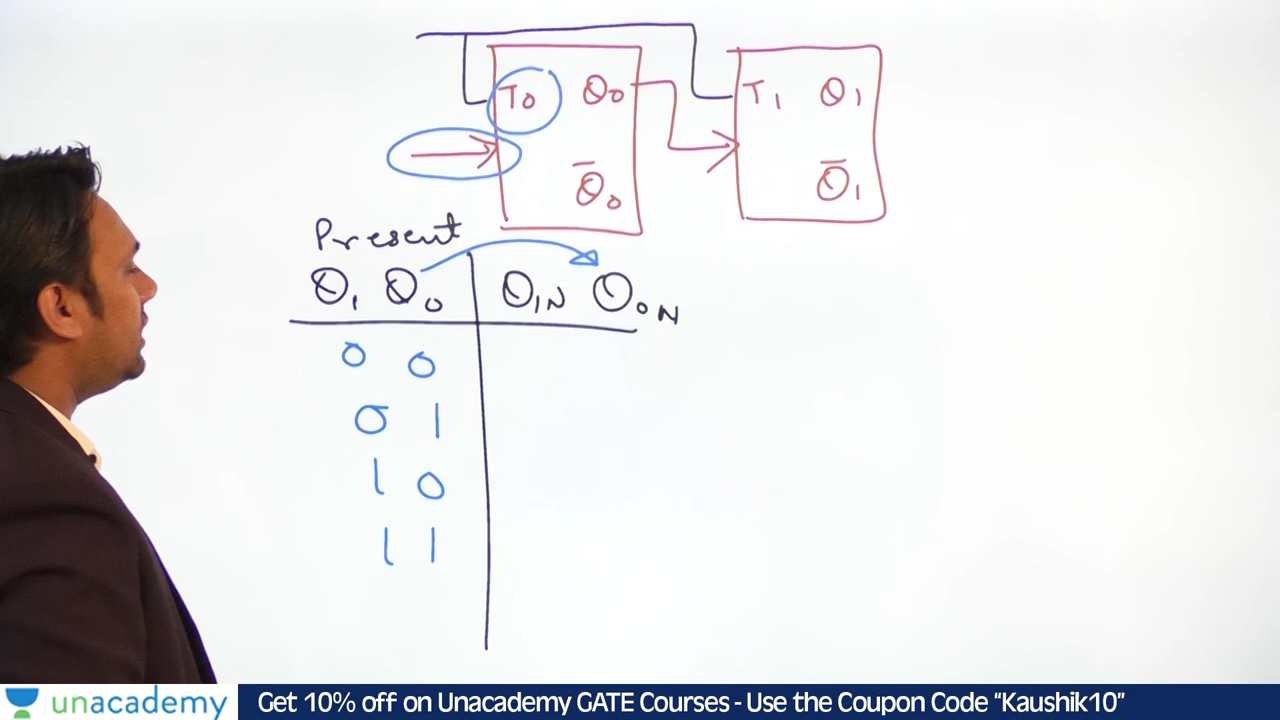 T0 Q0 T1 Q1
Q̅0 Q̅1
Present
Q1 Q0 Q1N Q0N
0 0
0 1
1 0
1 1
unacademy Get 10% off on Unacademy GATE Courses - Use the Coupon Code “Kaushik10”